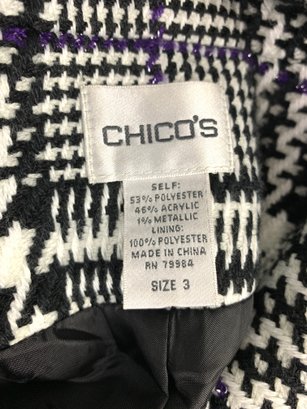 CHICO'S
SELF:
53% POLYESTER
46% ACRYLIC
1% METALLIC
LINING:
100% POLYESTER
MADE IN CHINA
RN 79984
SIZE 3